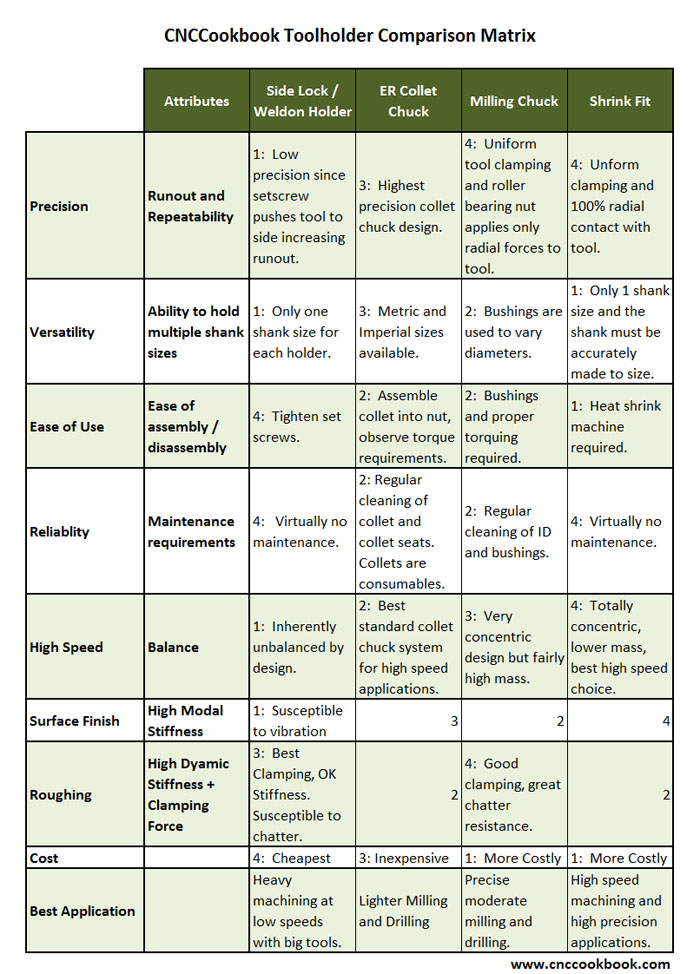 CNCCookbook Toolholder Comparison Matrix
Attributes
Side Lock /
Weldon Holder
ER Collet
Chuck
Milling Chuck
Shrink Fit
Precision
Runout and
Repeatability
1:  Low
precision since
setscrew
pushes tool to
side increasing
runout.
3:  Highest
precision collet
chuck design.
4:  Uniform
tool clamping
and roller
bearing nut
applies only
radial forces to
tool.
4:  Unform
clamping and
100% radial
contact with
tool.
Versatility
Ability to hold
multiple shank
sizes
1:  Only one
shank size for
each holder.
3:  Metric and
Imperial sizes
available.
2:  Bushings are
used to vary
diameters.
1:  Only 1 shank
size and the
shank must be
accurately
made to size.
Ease of Use
Ease of
assembly /
disassembly
4:  Tighten set
screws.
2:  Assemble
collet into nut,
observe torque
requirements.
2:  Bushings
and proper
torquing
required.
1:  Heat shrink
machine
required.
Reliablity
Maintenance
requirements
4:   Virtually no
maintenance.
2: Regular
cleaning of
collet and
collet seats.
Collets are
consumables.
2:  Regular
cleaning of ID
and bushings.
4:  Virtually no
maintenance.
High Speed
Balance
1:  Inherently
unbalanced by
design.
2:  Best
standard collet
chuck system
for high speed
applications.
3:  Very
concentric
design but fairly
high mass.
4:  Totally
concentric,
lower mass,
best high speed
choice.
Surface Finish
High Modal
Stiffness
1:  Susceptible
to vibration
3
2
4
Roughing
High Dyamic
Stiffness +
Clamping
Force
3:  Best
Clamping, OK
Stiffness.
Susceptible to
chatter.
2
4:  Good
clamping, great
chatter
resistance.
2
Cost
4:  Cheapest
3: Inexpensive
1:  More Costly
1:  More Costly
Best Application
Heavy
machining at
low speeds
with big tools.
Lighter Milling
and Drilling
Precise
moderate
milling and
drilling.
High speed
machining and
high precision
applications.
www.cnccookbook.com